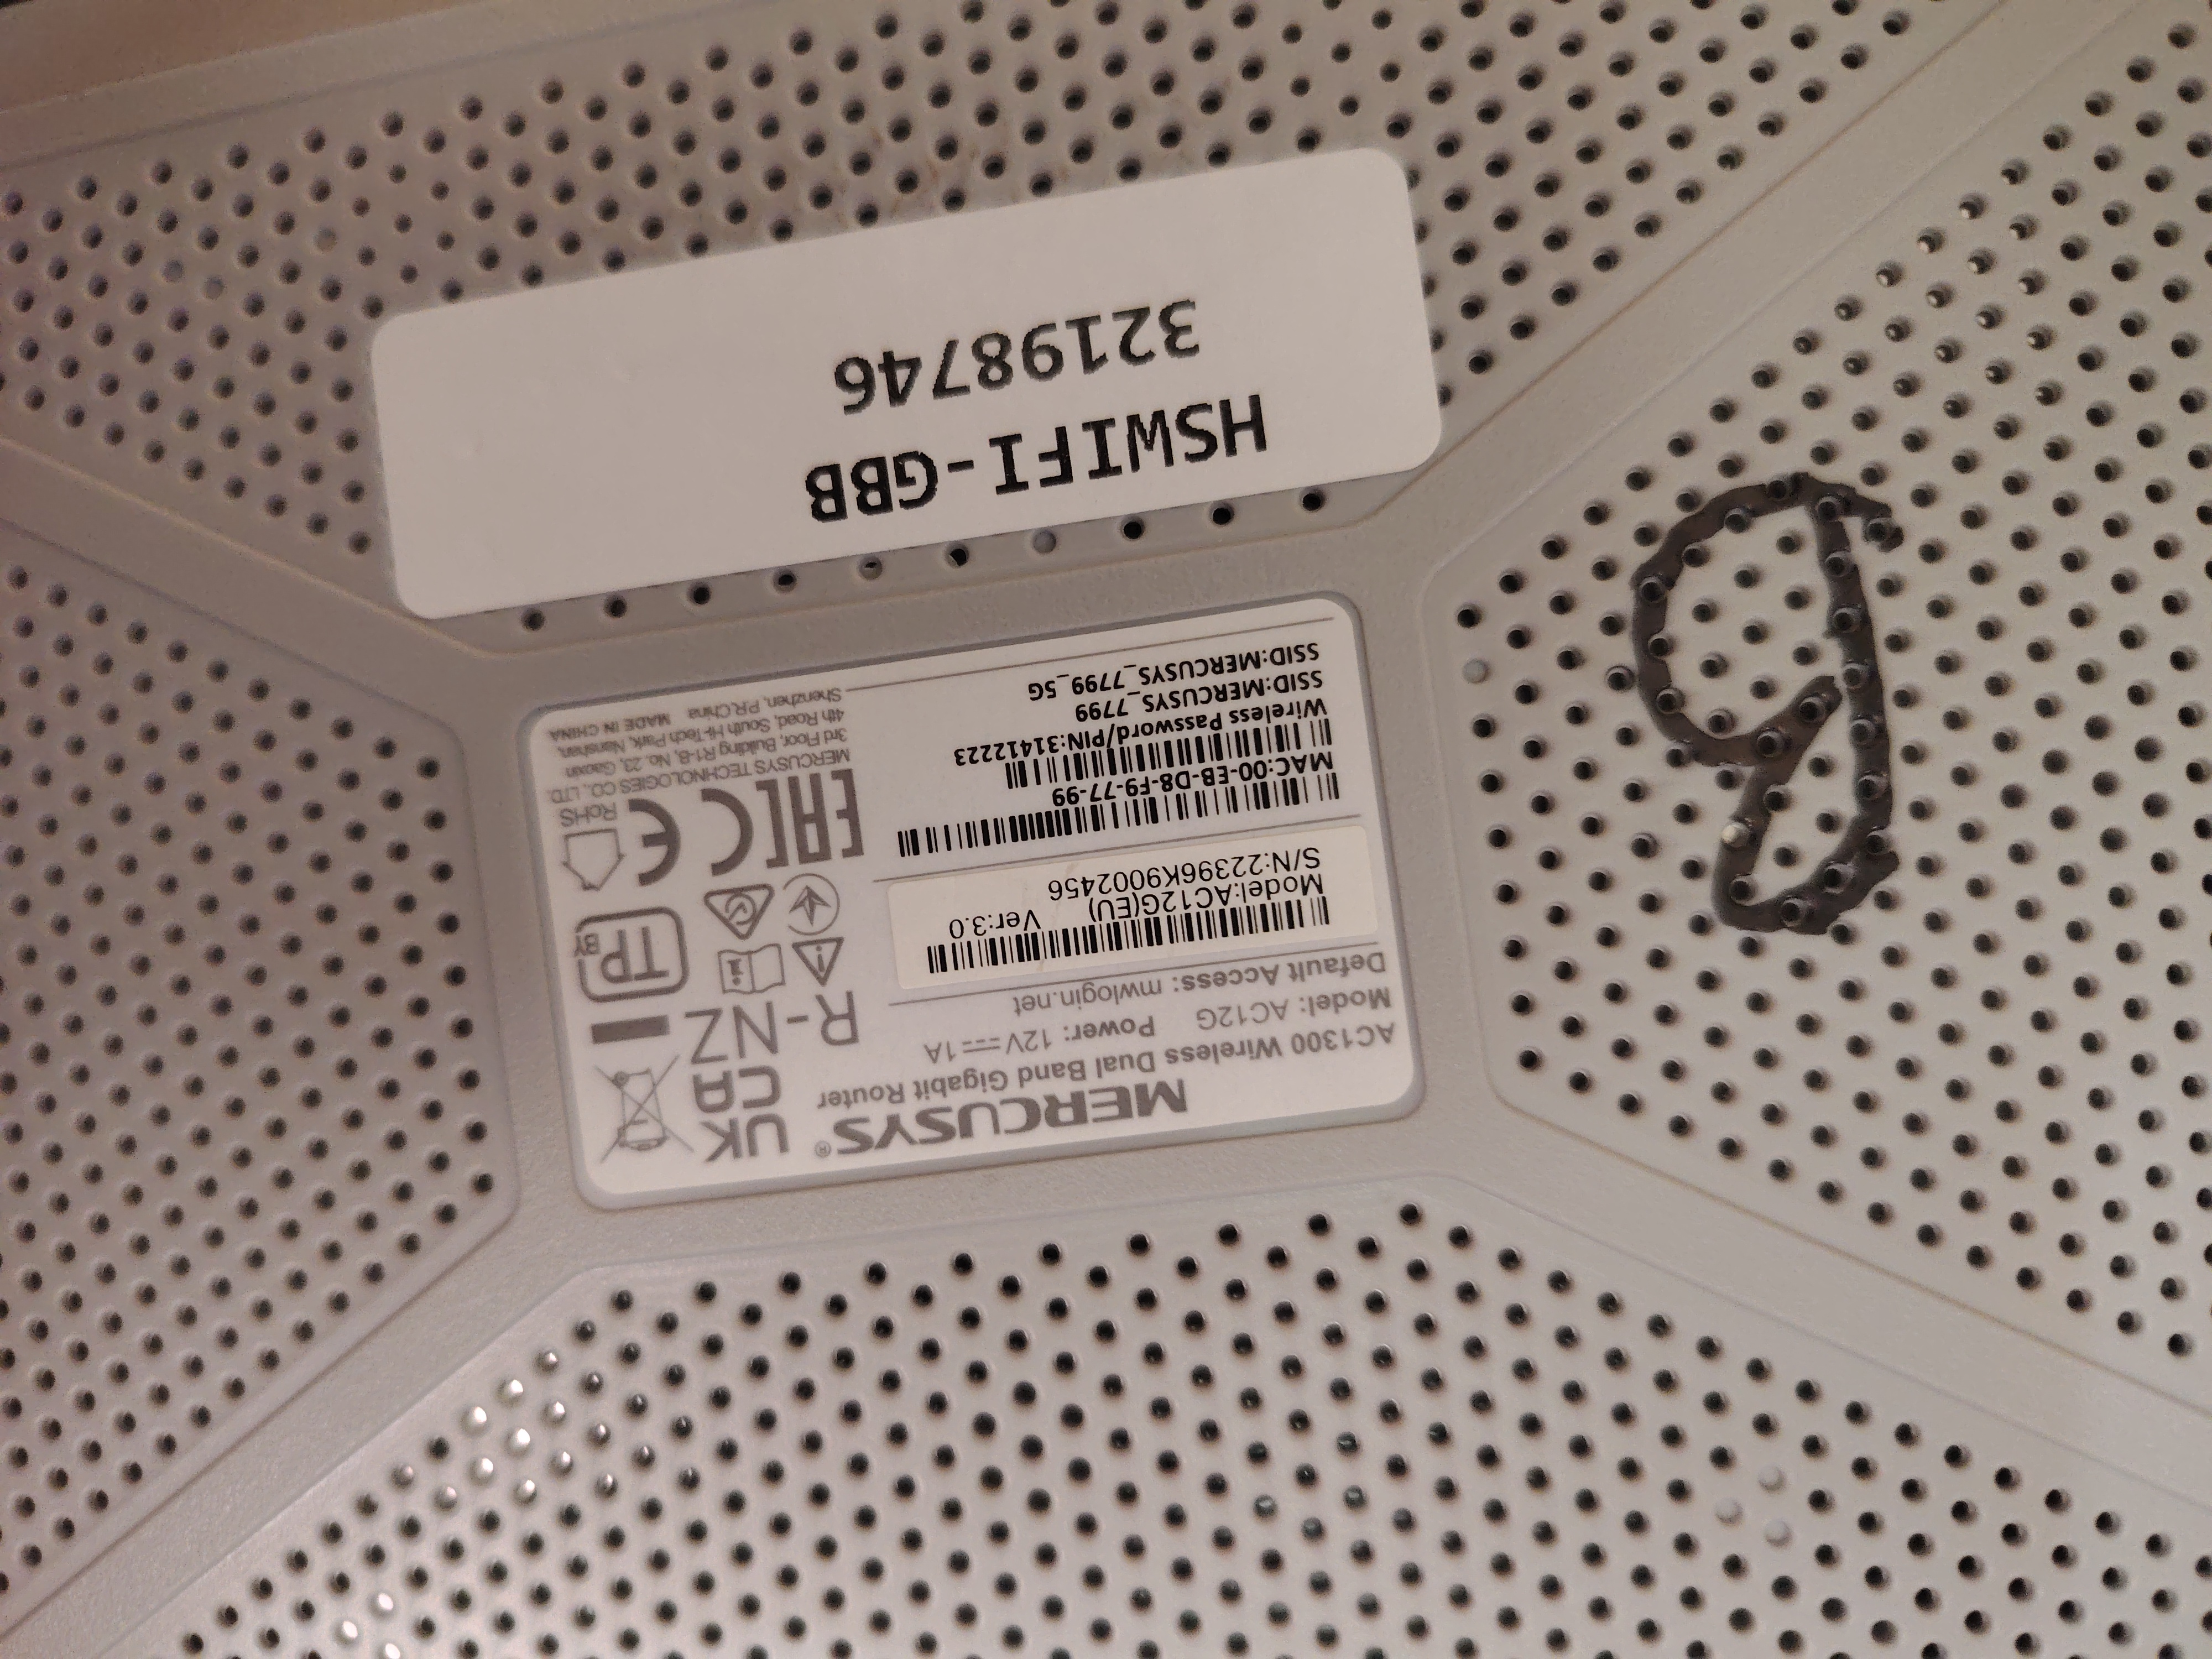 HSWIFI-GBB
32198746
MERCUSYS®
AC1300 Wireless Dual Band Gigabit Router
Model: AC12G Power: 12V⎓1A
Default Access: mwlogin.net
Model:AC12G(EU) Ver:3.0
S/N:22396K9002456
MAC:00-EB-D8-F9-77-99
Wireless Password/PIN:31412223
SSID:MERCUSYS_7799
SSID:MERCUSYS_7799_5G
UK
CA
R-NZ
TP
BY
EAC
CE
RoHS
MERCUSYS TECHNOLOGIES CO., LTD.
3rd Floor, Building R1-B, No. 23, Gaoxin
4th Road, South Hi-Tech Park, Nanshan,
Shenzhen, P.R.China MADE IN CHINA